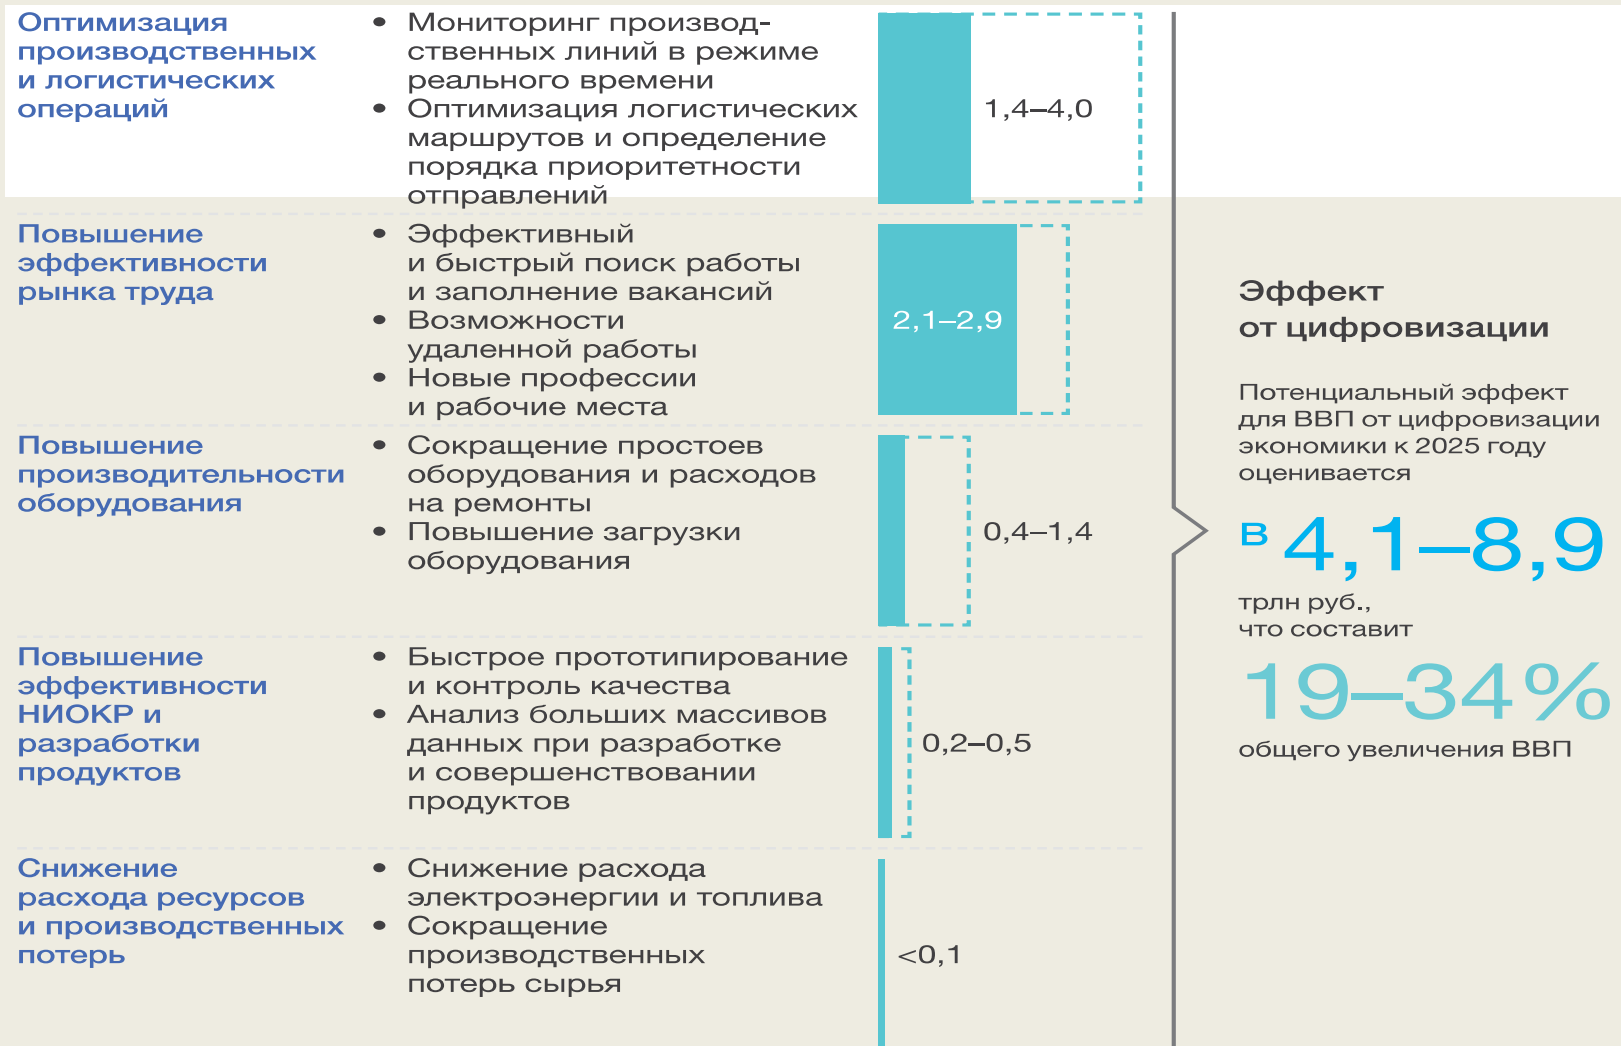 Оптимизация
производственных
и логистических
операций
• Мониторинг производ-
ственных линий в режиме
реального времени
• Оптимизация логистических
маршрутов и определение
порядка приоритетности
отправлений
1,4–4,0
Повышение
эффективности
рынка труда
• Эффективный
и быстрый поиск работы
и заполнение вакансий
• Возможности
удаленной работы
• Новые профессии
и рабочие места
2,1–2,9
Повышение
производительности
оборудования
• Сокращение простоев
оборудования и расходов
на ремонты
• Повышение загрузки
оборудования
0,4–1,4
Повышение
эффективности
НИОКР и
разработки
продуктов
• Быстрое прототипирование
и контроль качества
• Анализ больших массивов
данных при разработке
и совершенствовании
продуктов
0,2–0,5
Снижение
расхода ресурсов
и производственных
потерь
• Снижение расхода
электроэнергии и топлива
• Сокращение
производственных
потерь сырья
<0,1
Эффект
от цифровизации
Потенциальный эффект
для ВВП от цифровизации
экономики к 2025 году
оценивается
в 4,1–8,9
трлн руб.,
что составит
19–34%
общего увеличения ВВП